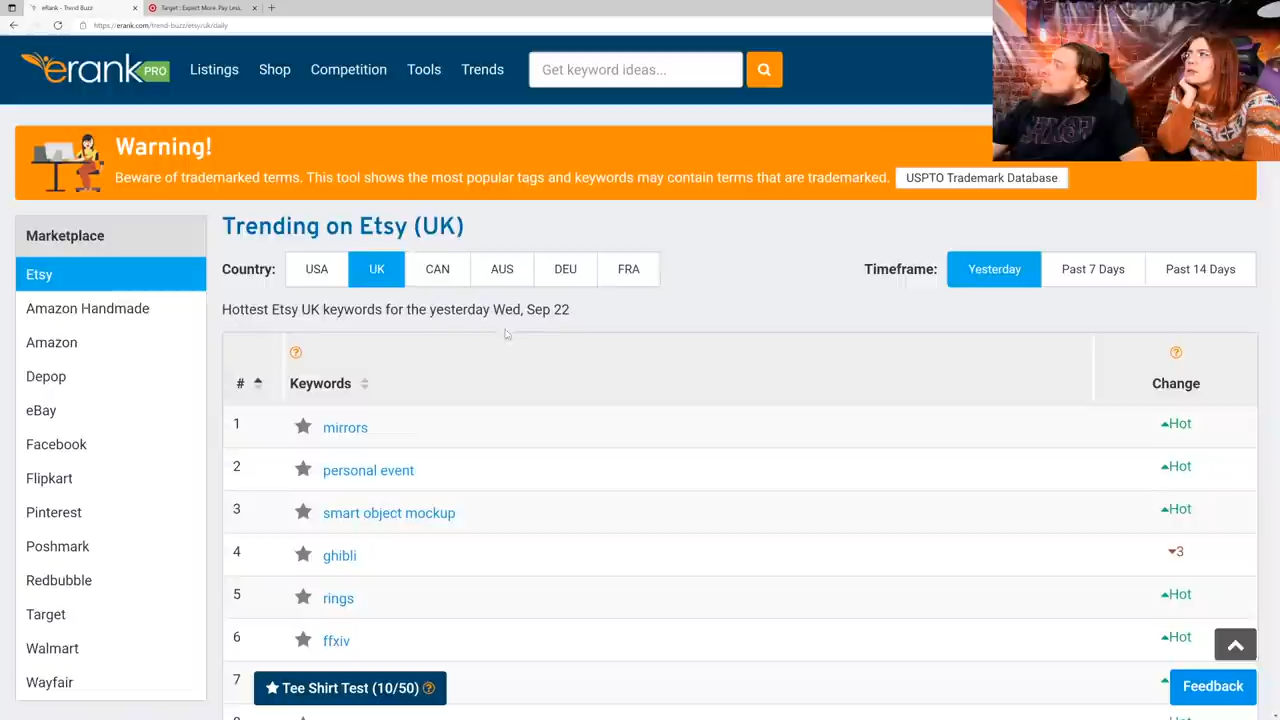 eRank - Trend Buzz
Target : Expect More. Pay Less.
https://erank.com/trend-buzz/etsy/uk/daily
erank PRO
Listings
Shop
Competition
Tools
Trends
Get keyword ideas...
Warning!
Beware of trademarked terms. This tool shows the most popular tags and keywords may contain terms that are trademarked.
USPTO Trademark Database
Marketplace
Etsy
Amazon Handmade
Amazon
Depop
eBay
Facebook
Flipkart
Pinterest
Poshmark
Redbubble
Target
Walmart
Wayfair
Trending on Etsy (UK)
Country: USA UK CAN AUS DEU FRA
Timeframe: Yesterday Past 7 Days Past 14 Days
Hottest Etsy UK keywords for the yesterday Wed, Sep 22
# Keywords Change
1 mirrors Hot
2 personal event Hot
3 smart object mockup Hot
4 ghibli 3
5 rings Hot
6 ffxiv Hot
7
Tee Shirt Test (10/50)
Feedback